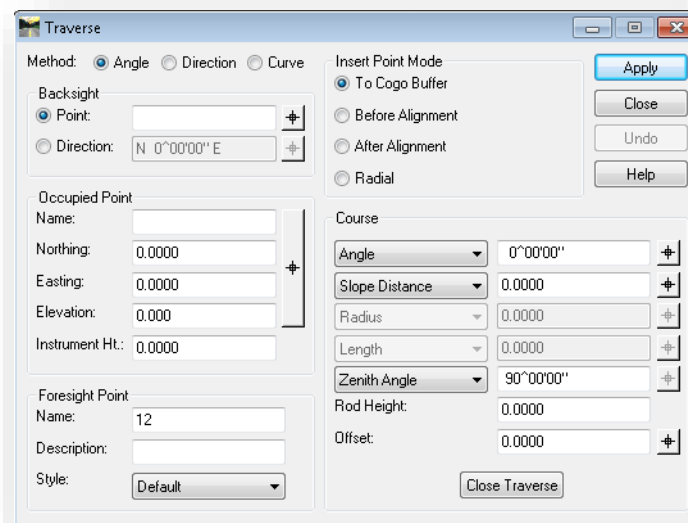 Traverse
Method: Angle Direction Curve
Backsight
Point:
Direction: N 0^00'00" E
Occupied Point
Name:
Northing: 0.0000
Easting: 0.0000
Elevation: 0.000
Instrument Ht.: 0.0000
Foresight Point
Name: 12
Description:
Style: Default
Insert Point Mode
To Cogo Buffer
Before Alignment
After Alignment
Radial
Apply
Close
Undo
Help
Course
Angle 0^00'00"
Slope Distance 0.0000
Radius 0.0000
Length 0.0000
Zenith Angle 90^00'00"
Rod Height: 0.0000
Offset: 0.0000
Close Traverse